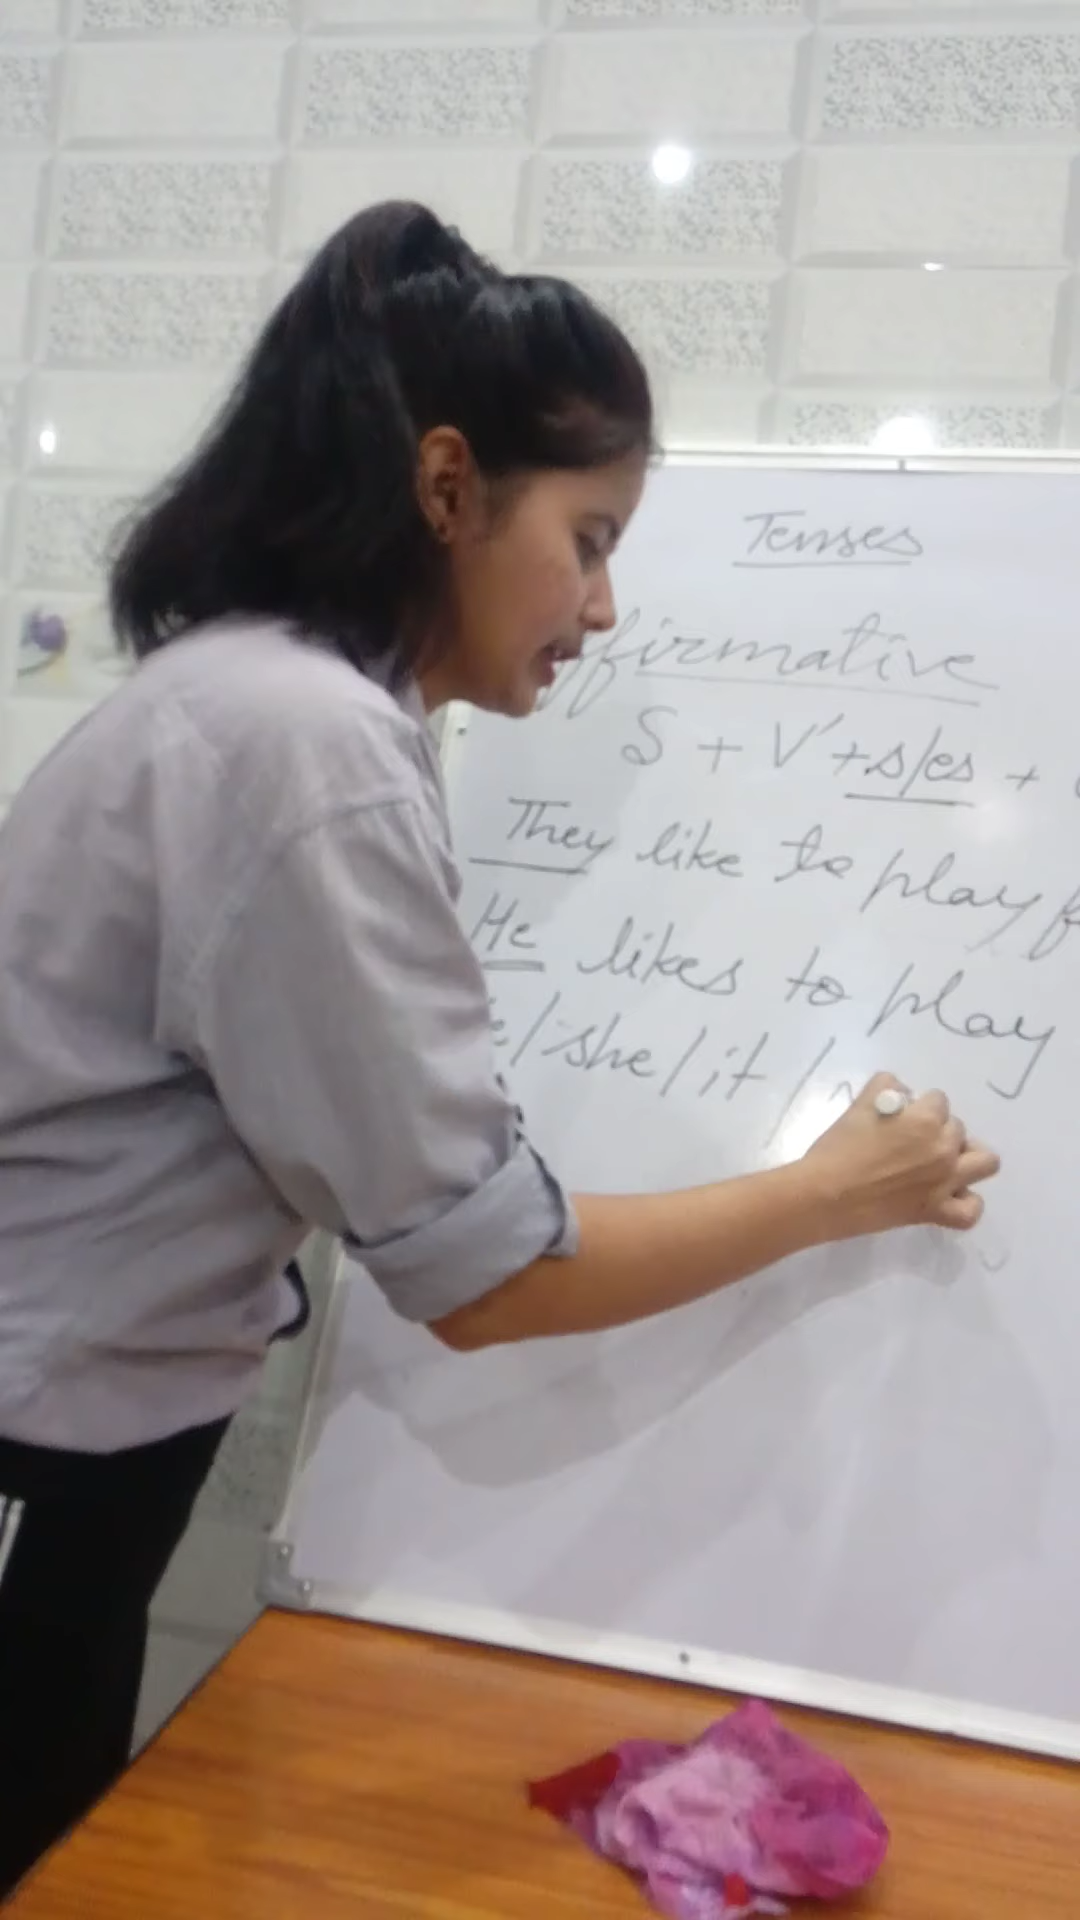 Tenses
ffirmative
S + V' + s/es +
They like to play
He likes to play
/she/it/